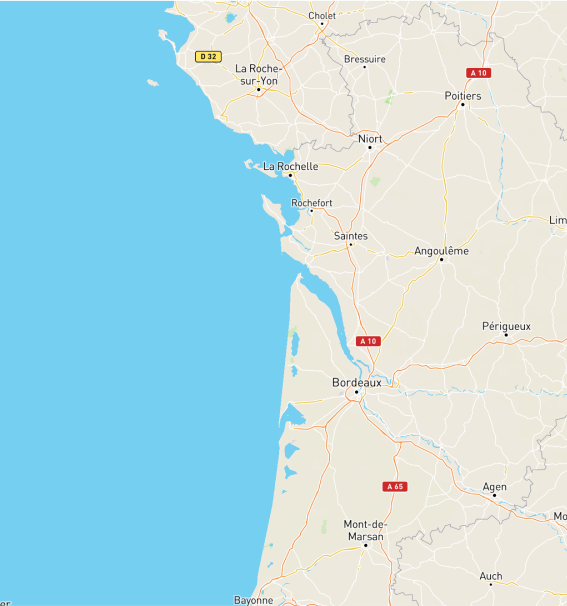 Cholet
D 32
Bressuire
La Roche-
sur-Yon
A 10
Poitiers
Niort
La Rochelle
Rochefort
Lim
Saintes
Angoulême
Périgueux
A 10
Bordeaux
A 65
Agen
Mo
Mont-de-
Marsan
Auch
Bayonne
er